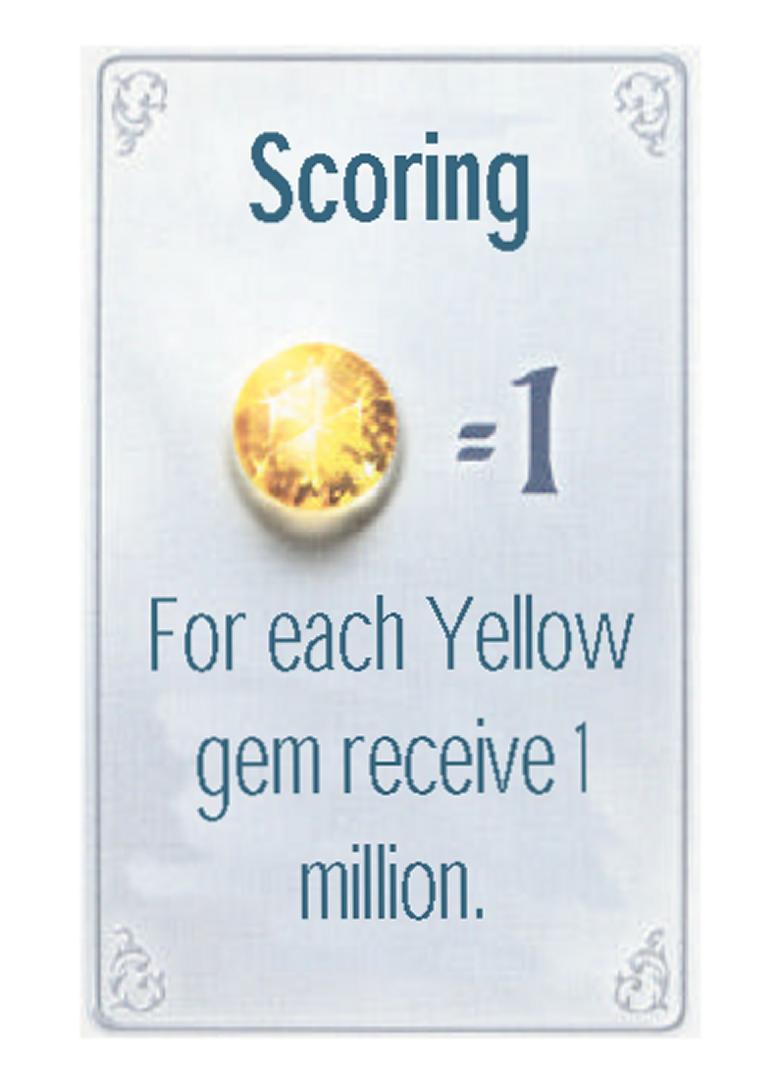 Scoring
=1
For each Yellow
gem receive 1
million.